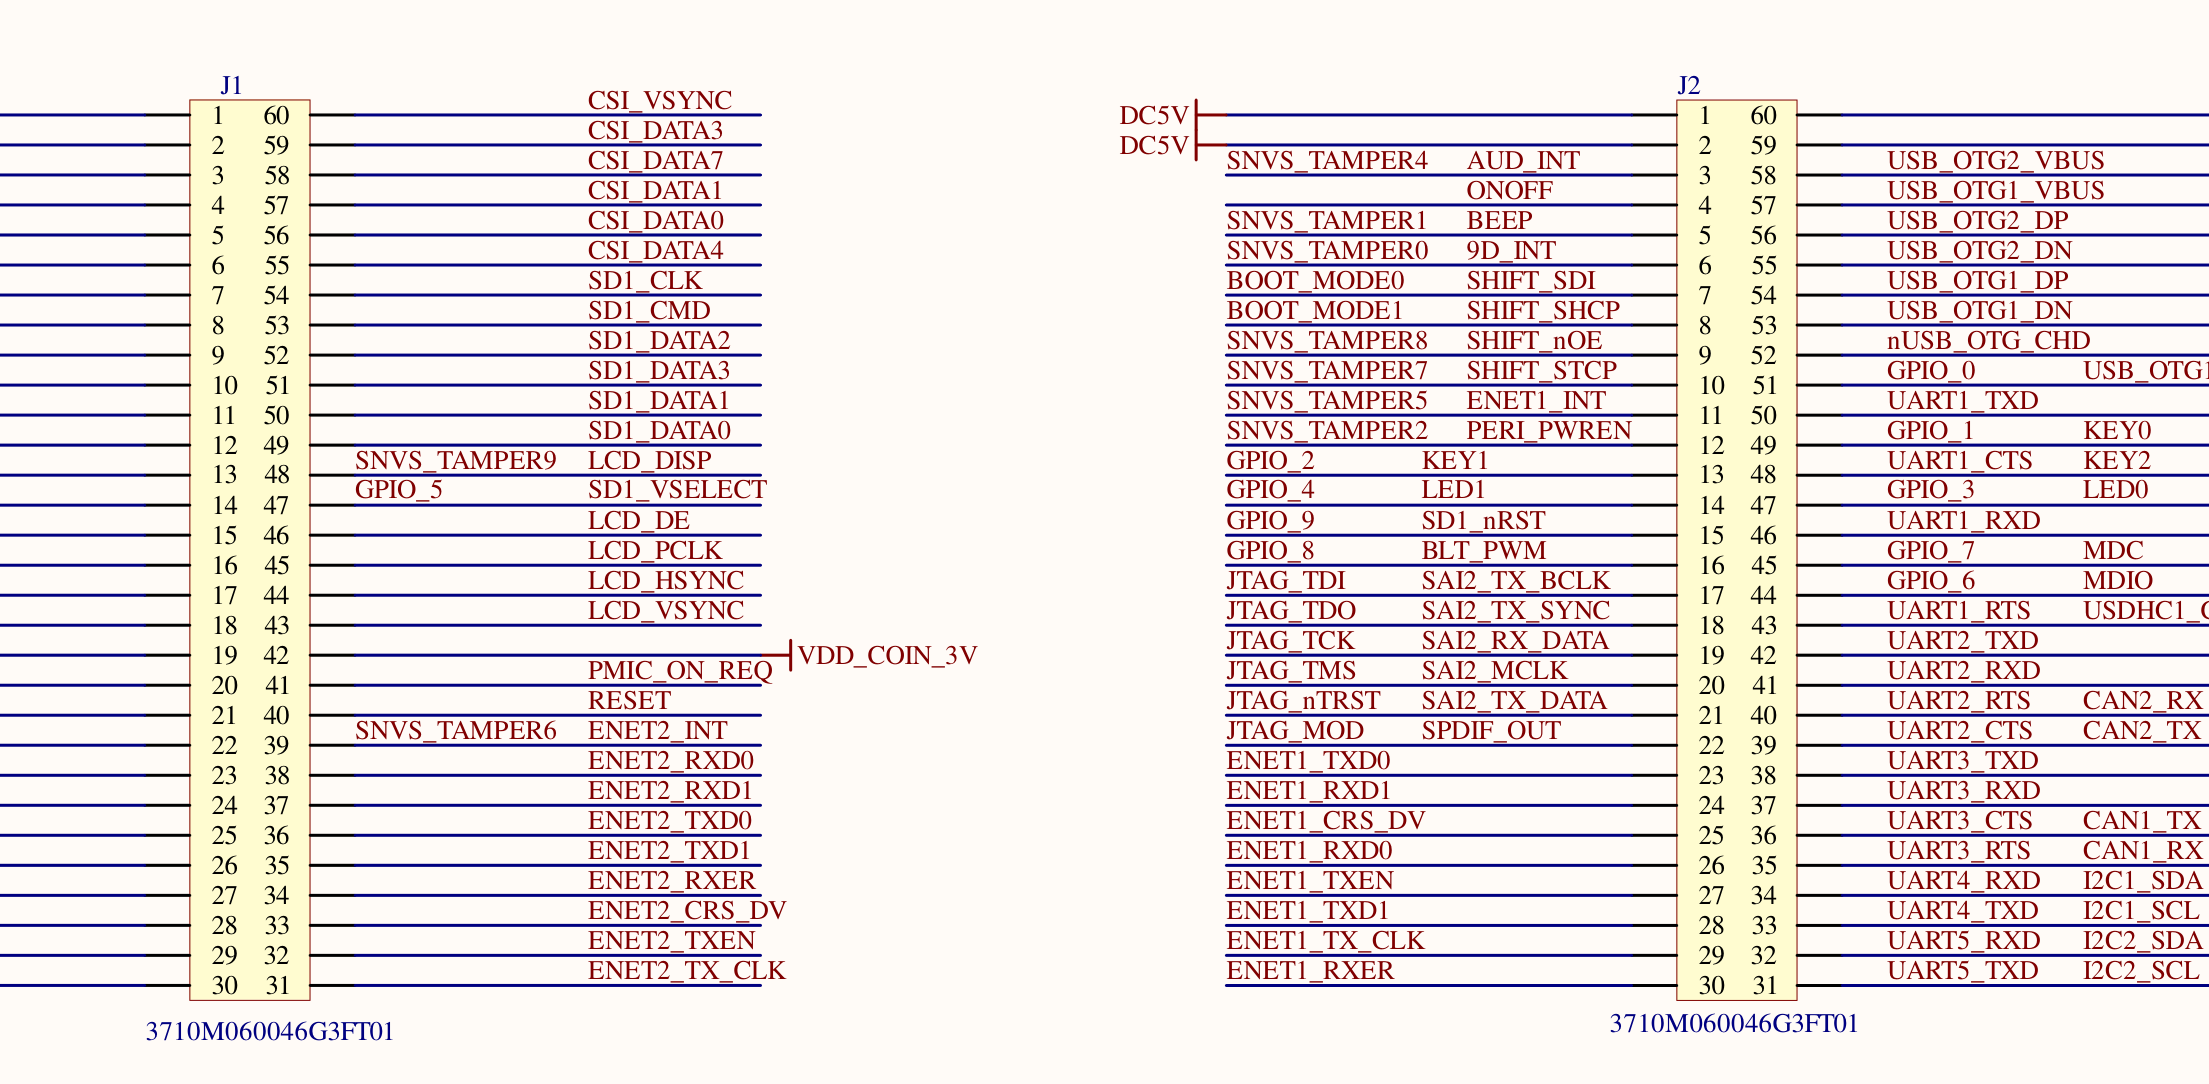 J1
1 60 CSI_VSYNC
2 59 CSI_DATA3
3 58 CSI_DATA7
4 57 CSI_DATA1
5 56 CSI_DATA0
6 55 CSI_DATA4
7 54 SD1_CLK
8 53 SD1_CMD
9 52 SD1_DATA2
10 51 SD1_DATA3
11 50 SD1_DATA1
12 49 SD1_DATA0
13 48 SNVS_TAMPER9 LCD_DISP
14 47 GPIO_5 SD1_VSELECT
15 46 LCD_DE
16 45 LCD_PCLK
17 44 LCD_HSYNC
18 43 LCD_VSYNC
19 42 VDD_COIN_3V
20 41 PMIC_ON_REQ
21 40 RESET
22 39 SNVS_TAMPER6 ENET2_INT
23 38 ENET2_RXD0
24 37 ENET2_RXD1
25 36 ENET2_TXD0
26 35 ENET2_TXD1
27 34 ENET2_RXER
28 33 ENET2_CRS_DV
29 32 ENET2_TXEN
30 31 ENET2_TX_CLK
3710M060046G3FT01
J2
DC5V 1 60
DC5V 2 59
SNVS_TAMPER4 AUD_INT 3 58 USB_OTG2_VBUS
ONOFF 4 57 USB_OTG1_VBUS
SNVS_TAMPER1 BEEP 5 56 USB_OTG2_DP
SNVS_TAMPER0 9D_INT 6 55 USB_OTG2_DN
BOOT_MODE0 SHIFT_SDI 7 54 USB_OTG1_DP
BOOT_MODE1 SHIFT_SHCP 8 53 USB_OTG1_DN
SNVS_TAMPER8 SHIFT_nOE 9 52 nUSB_OTG_CHD
SNVS_TAMPER7 SHIFT_STCP 10 51 GPIO_0 USB_OTG1
SNVS_TAMPER5 ENET1_INT 11 50 UART1_TXD
SNVS_TAMPER2 PERI_PWREN 12 49 GPIO_1 KEY0
GPIO_2 KEY1 13 48 UART1_CTS KEY2
GPIO_4 LED1 14 47 GPIO_3 LED0
GPIO_9 SD1_nRST 15 46 UART1_RXD
GPIO_8 BLT_PWM 16 45 GPIO_7 MDC
JTAG_TDI SAI2_TX_BCLK 17 44 GPIO_6 MDIO
JTAG_TDO SAI2_TX_SYNC 18 43 UART1_RTS USDHC1_
JTAG_TCK SAI2_RX_DATA 19 42 UART2_TXD
JTAG_TMS SAI2_MCLK 20 41 UART2_RXD
JTAG_nTRST SAI2_TX_DATA 21 40 UART2_RTS CAN2_RX
JTAG_MOD SPDIF_OUT 22 39 UART2_CTS CAN2_TX
ENET1_TXD0 23 38 UART3_TXD
ENET1_RXD1 24 37 UART3_RXD
ENET1_CRS_DV 25 36 UART3_CTS CAN1_TX
ENET1_RXD0 26 35 UART3_RTS CAN1_RX
ENET1_TXEN 27 34 UART4_RXD I2C1_SDA
ENET1_TXD1 28 33 UART4_TXD I2C1_SCL
ENET1_TX_CLK 29 32 UART5_RXD I2C2_SDA
ENET1_RXER 30 31 UART5_TXD I2C2_SCL
3710M060046G3FT01